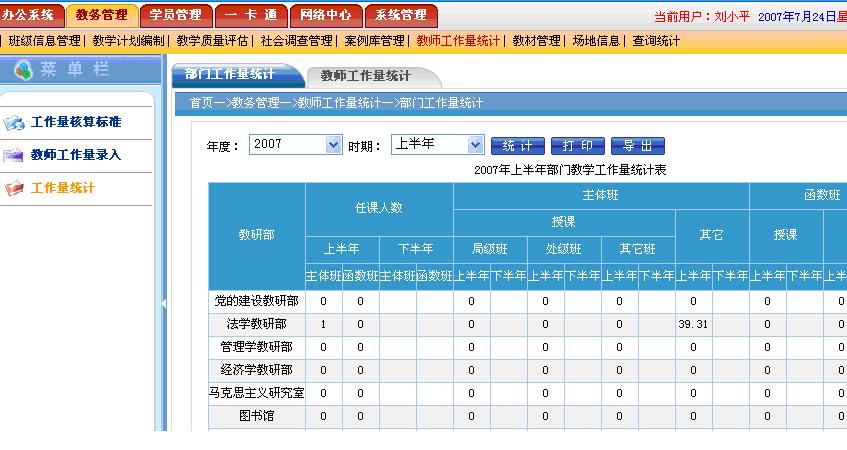 办公系统 教务管理 学员管理 一 卡 通 网络中心 系统管理 当前用户：刘小平 2007年7月24日星
班级信息管理| 教学计划编制| 教学质量评估| 社会调查管理| 案例库管理| 教师工作量统计| 教材管理| 场地信息| 查询统计
菜 单 栏
部门工作量统计 教师工作量统计
首页—>教务管理—>教师工作量统计—>部门工作量统计
工作量核算标准
教师工作量录入
工作量统计
年度： 2007 时期： 上半年 统 计 打 印 导 出
2007年上半年部门教学工作量统计表
教研部 任课人数 主体班 函数班
授课 其它 授课
上半年 下半年 局级班 处级班 其它班
主体班 函数班 主体班 函数班 上半年 下半年 上半年 下半年 上半年 下半年 上半年 下半年 上半年 下半年 上半
党的建设教研部 0 0 0 0 0 0 0 0
法学教研部 1 0 0 0 0 39.31 0 0
管理学教研部 0 0 0 0 0 0 0 0
经济学教研部 0 0 0 0 0 0 0 0
马克思主义研究室 0 0 0 0 0 0 0 0
图书馆 0 0 0 0 0 0 0 0